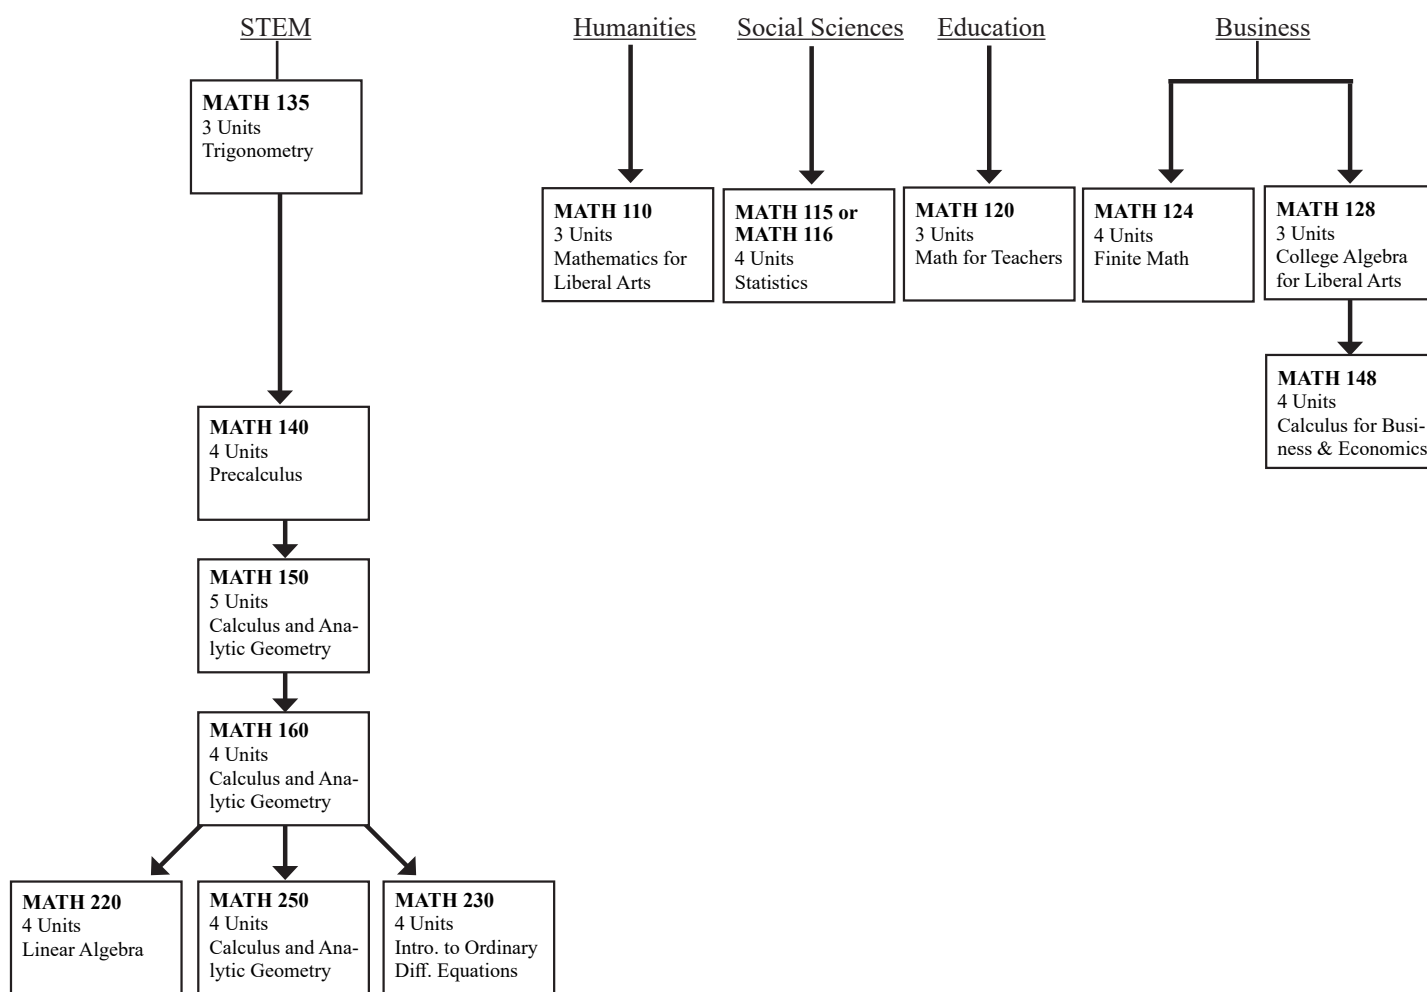 STEM
Humanities
Social Sciences
Education
Business
MATH 135
3 Units
Trigonometry
MATH 110
3 Units
Mathematics for
Liberal Arts
MATH 115 or
MATH 116
4 Units
Statistics
MATH 120
3 Units
Math for Teachers
MATH 124
4 Units
Finite Math
MATH 128
3 Units
College Algebra
for Liberal Arts
MATH 148
4 Units
Calculus for Busi-
ness & Economics
MATH 140
4 Units
Precalculus
MATH 150
5 Units
Calculus and Ana-
lytic Geometry
MATH 160
4 Units
Calculus and Ana-
lytic Geometry
MATH 220
4 Units
Linear Algebra
MATH 250
4 Units
Calculus and Ana-
lytic Geometry
MATH 230
4 Units
Intro. to Ordinary
Diff. Equations